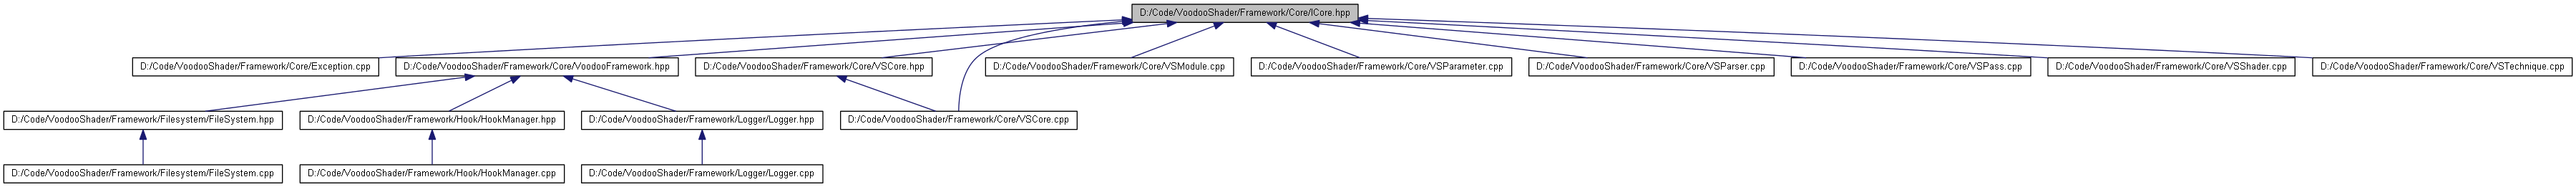 D:/Code/VoodooShader/Framework/Core/ICore.hpp
D:/Code/VoodooShader/Framework/Core/Exception.cpp
D:/Code/VoodooShader/Framework/Core/VoodooFramework.hpp
D:/Code/VoodooShader/Framework/Core/VSCore.hpp
D:/Code/VoodooShader/Framework/Core/VSModule.cpp
D:/Code/VoodooShader/Framework/Core/VSParameter.cpp
D:/Code/VoodooShader/Framework/Core/VSParser.cpp
D:/Code/VoodooShader/Framework/Core/VSPass.cpp
D:/Code/VoodooShader/Framework/Core/VSShader.cpp
D:/Code/VoodooShader/Framework/Core/VSTechnique.cpp
D:/Code/VoodooShader/Framework/Filesystem/FileSystem.hpp
D:/Code/VoodooShader/Framework/Hook/HookManager.hpp
D:/Code/VoodooShader/Framework/Logger/Logger.hpp
D:/Code/VoodooShader/Framework/Core/VSCore.cpp
D:/Code/VoodooShader/Framework/Filesystem/FileSystem.cpp
D:/Code/VoodooShader/Framework/Hook/HookManager.cpp
D:/Code/VoodooShader/Framework/Logger/Logger.cpp